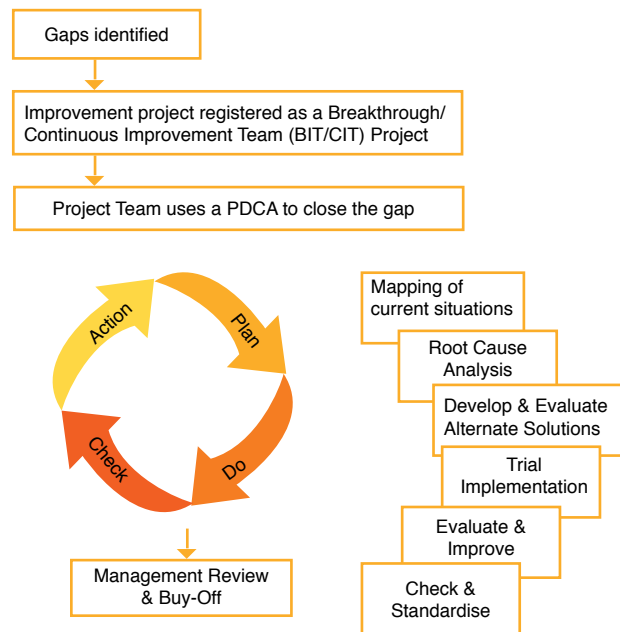 Gaps identified
Improvement project registered as a Breakthrough/
Continuous Improvement Team (BIT/CIT) Project
Project Team uses a PDCA to close the gap
Action
Plan
Check
Do
Management Review
& Buy-Off
Mapping of
current situations
Root Cause
Analysis
Develop & Evaluate
Alternate Solutions
Trial
Implementation
Evaluate &
Improve
Check &
Standardise